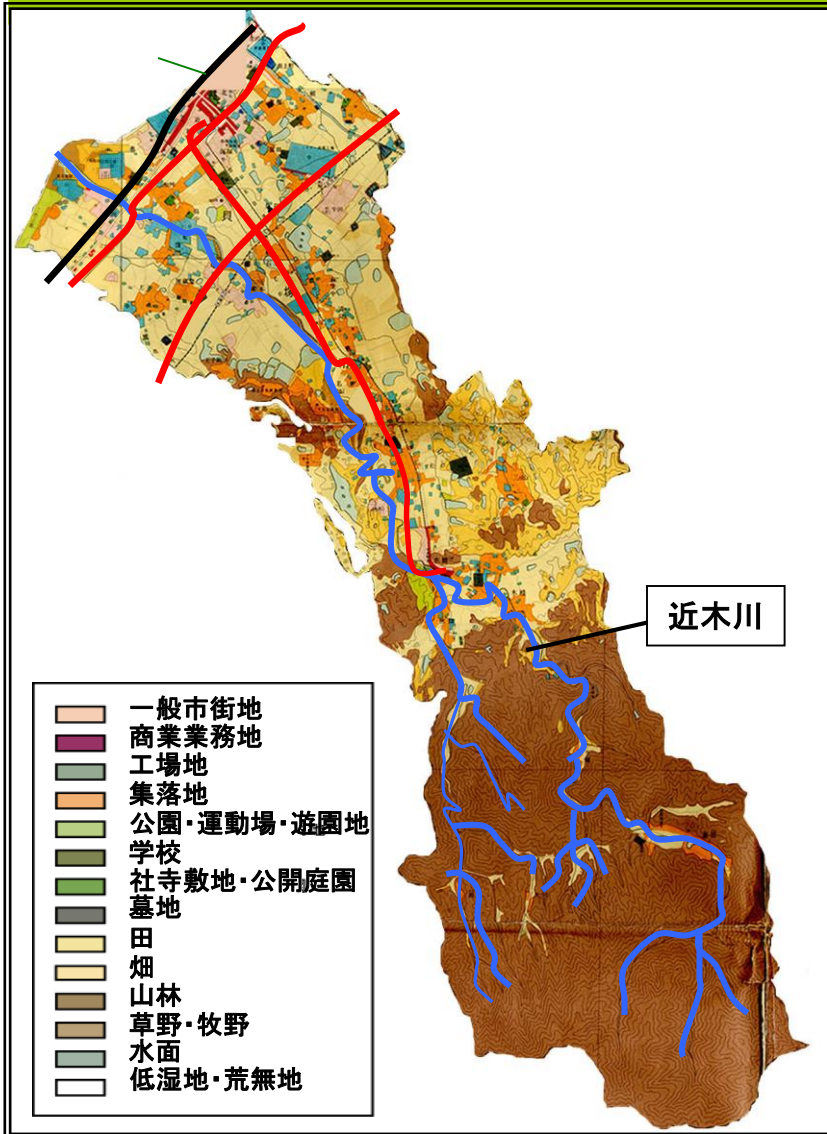 近木川
一般市街地
商業業務地
工場地
集落地
公園・運動場・遊園地
学校
社寺敷地・公開庭園
墓地
田
畑
山林
草野・牧野
水面
低湿地・荒無地